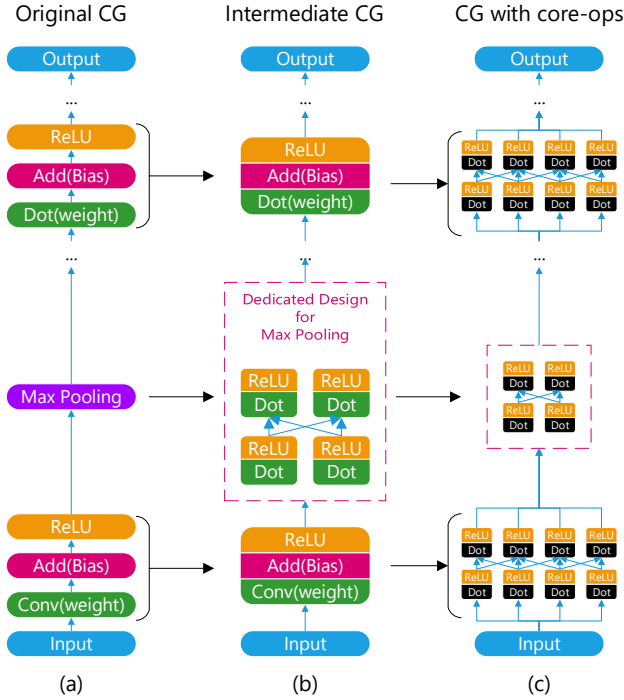 Original CG
Intermediate CG
CG with core-ops
Output
Output
Output
...
...
...
ReLU
Add(Bias)
Dot(weight)
ReLU
Add(Bias)
Dot(weight)
ReLU ReLU ReLU ReLU
Dot Dot Dot Dot
ReLU ReLU ReLU ReLU
Dot Dot Dot Dot
...
...
...
Max Pooling
Dedicated Design
for
Max Pooling
ReLU ReLU
Dot Dot
ReLU ReLU
Dot Dot
ReLU ReLU
Dot Dot
ReLU ReLU
Dot Dot
ReLU
Add(Bias)
Conv(weight)
ReLU
Add(Bias)
Conv(weight)
ReLU ReLU ReLU ReLU
Dot Dot Dot Dot
ReLU ReLU ReLU ReLU
Dot Dot Dot Dot
Input
Input
Input
(a)
(b)
(c)